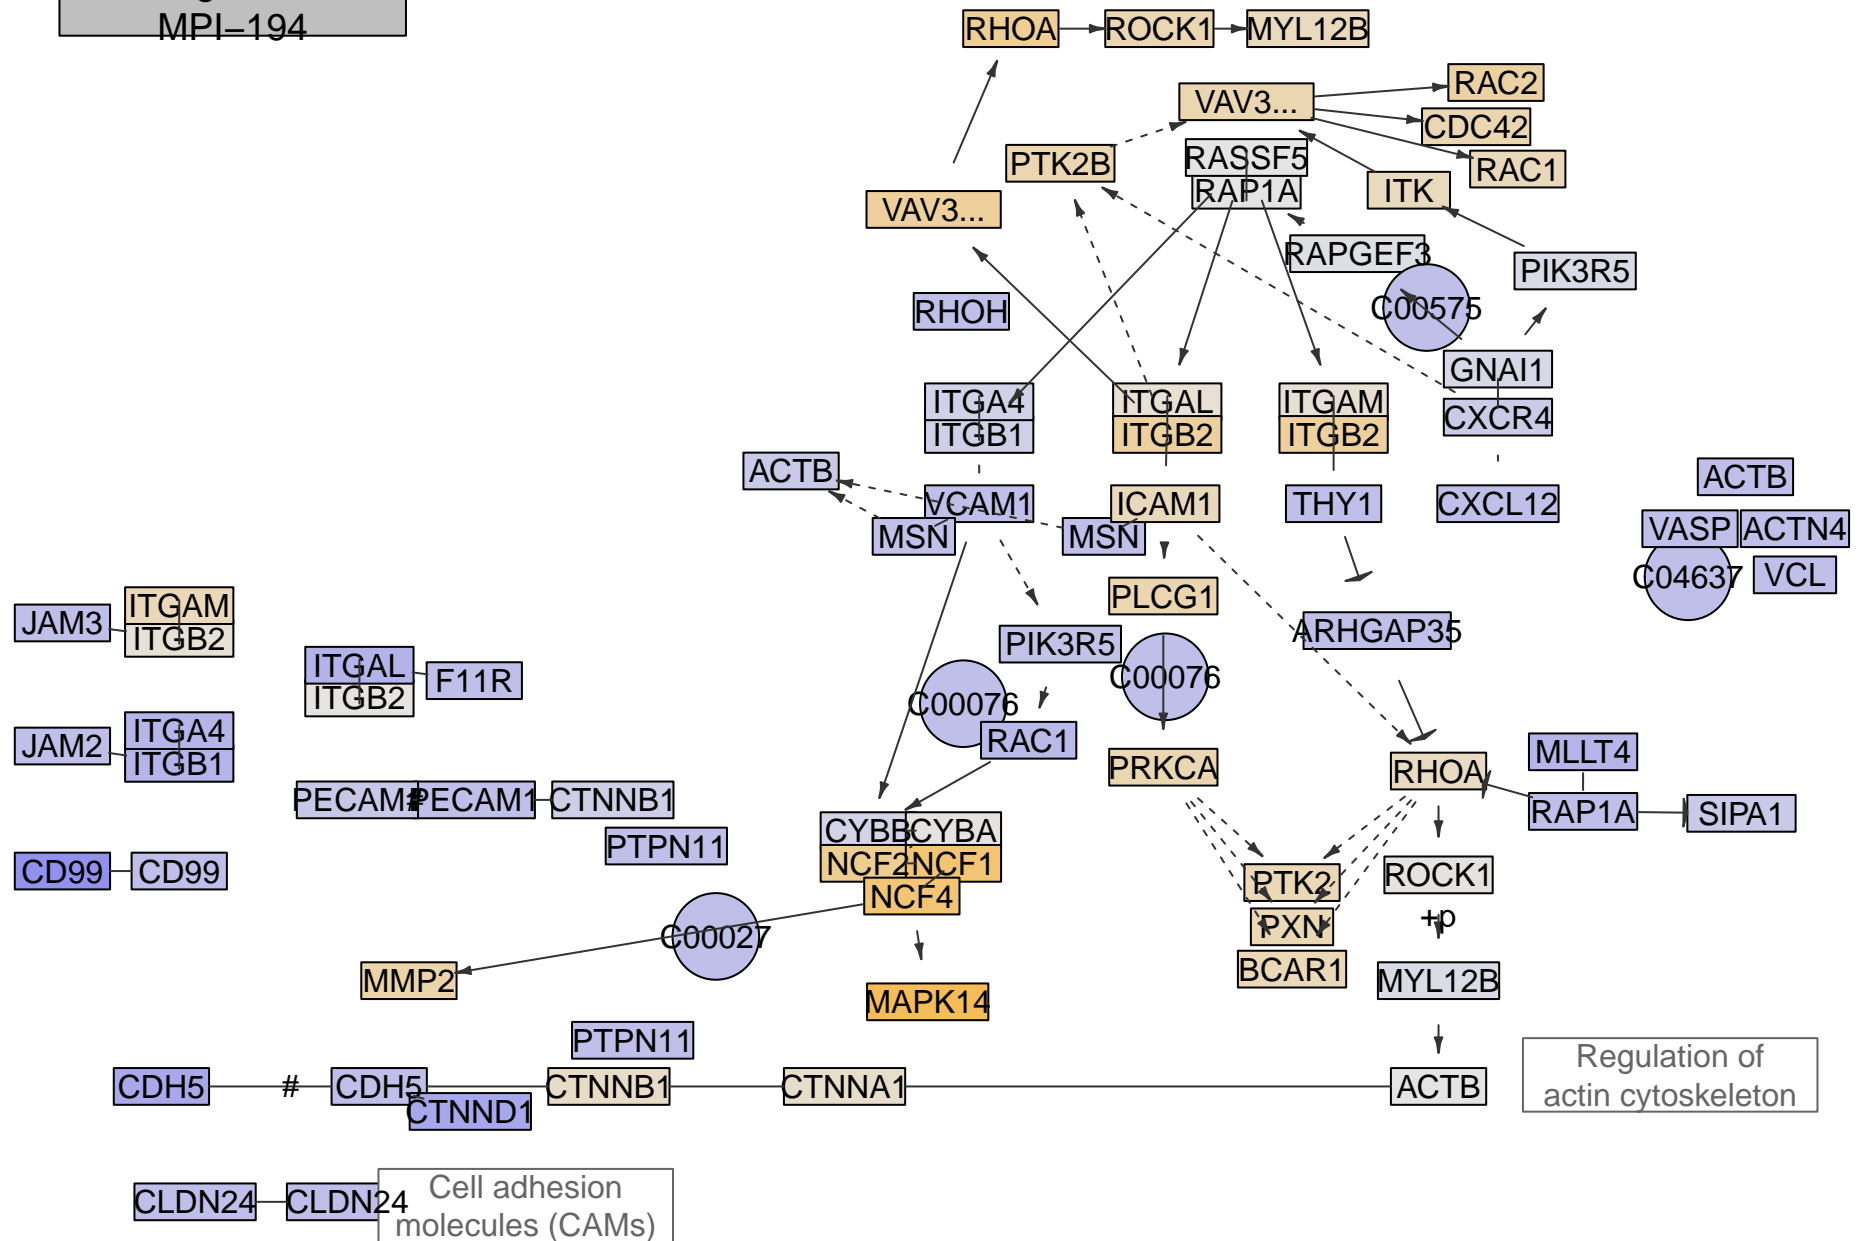 MPI−194
RHOA
ROCK1
MYL12B
RAC2
VAV3...
CDC42
RASSF5
PTK2B
RAC1
RAP1A
ITK
VAV3...
RAPGEF3
PIK3R5
RHOH
C00575
GNAI1
ITGA4
ITGAL
ITGAM
CXCR4
ITGB1
ITGB2
ITGB2
ACTB
ACTB
VCAM1
ICAM1
THY1
CXCL12
MSN
MSN
VASP
ACTN4
C04637
VCL
PLCG1
ITGAM
JAM3
ITGB2
ARHGAP35
PIK3R5
ITGAL
F11R
ITGB2
C00076
C00076
ITGA4
JAM2
ITGB1
RAC1
MLLT4
PRKCA
RHOA
PECAM1
#
PECAM1
CTNNB1
RAP1A
SIPA1
CYBB
CYBA
PTPN11
NCF2
NCF1
CD99
CD99
NCF4
PTK2
ROCK1
+p
PXN
C00027
BCAR1
MMP2
MYL12B
MAPK14
PTPN11
Regulation of
actin cytoskeleton
CDH5
#
CDH5
CTNNB1
CTNNA1
ACTB
CTNND1
CLDN24
CLDN24
Cell adhesion
molecules (CAMs)